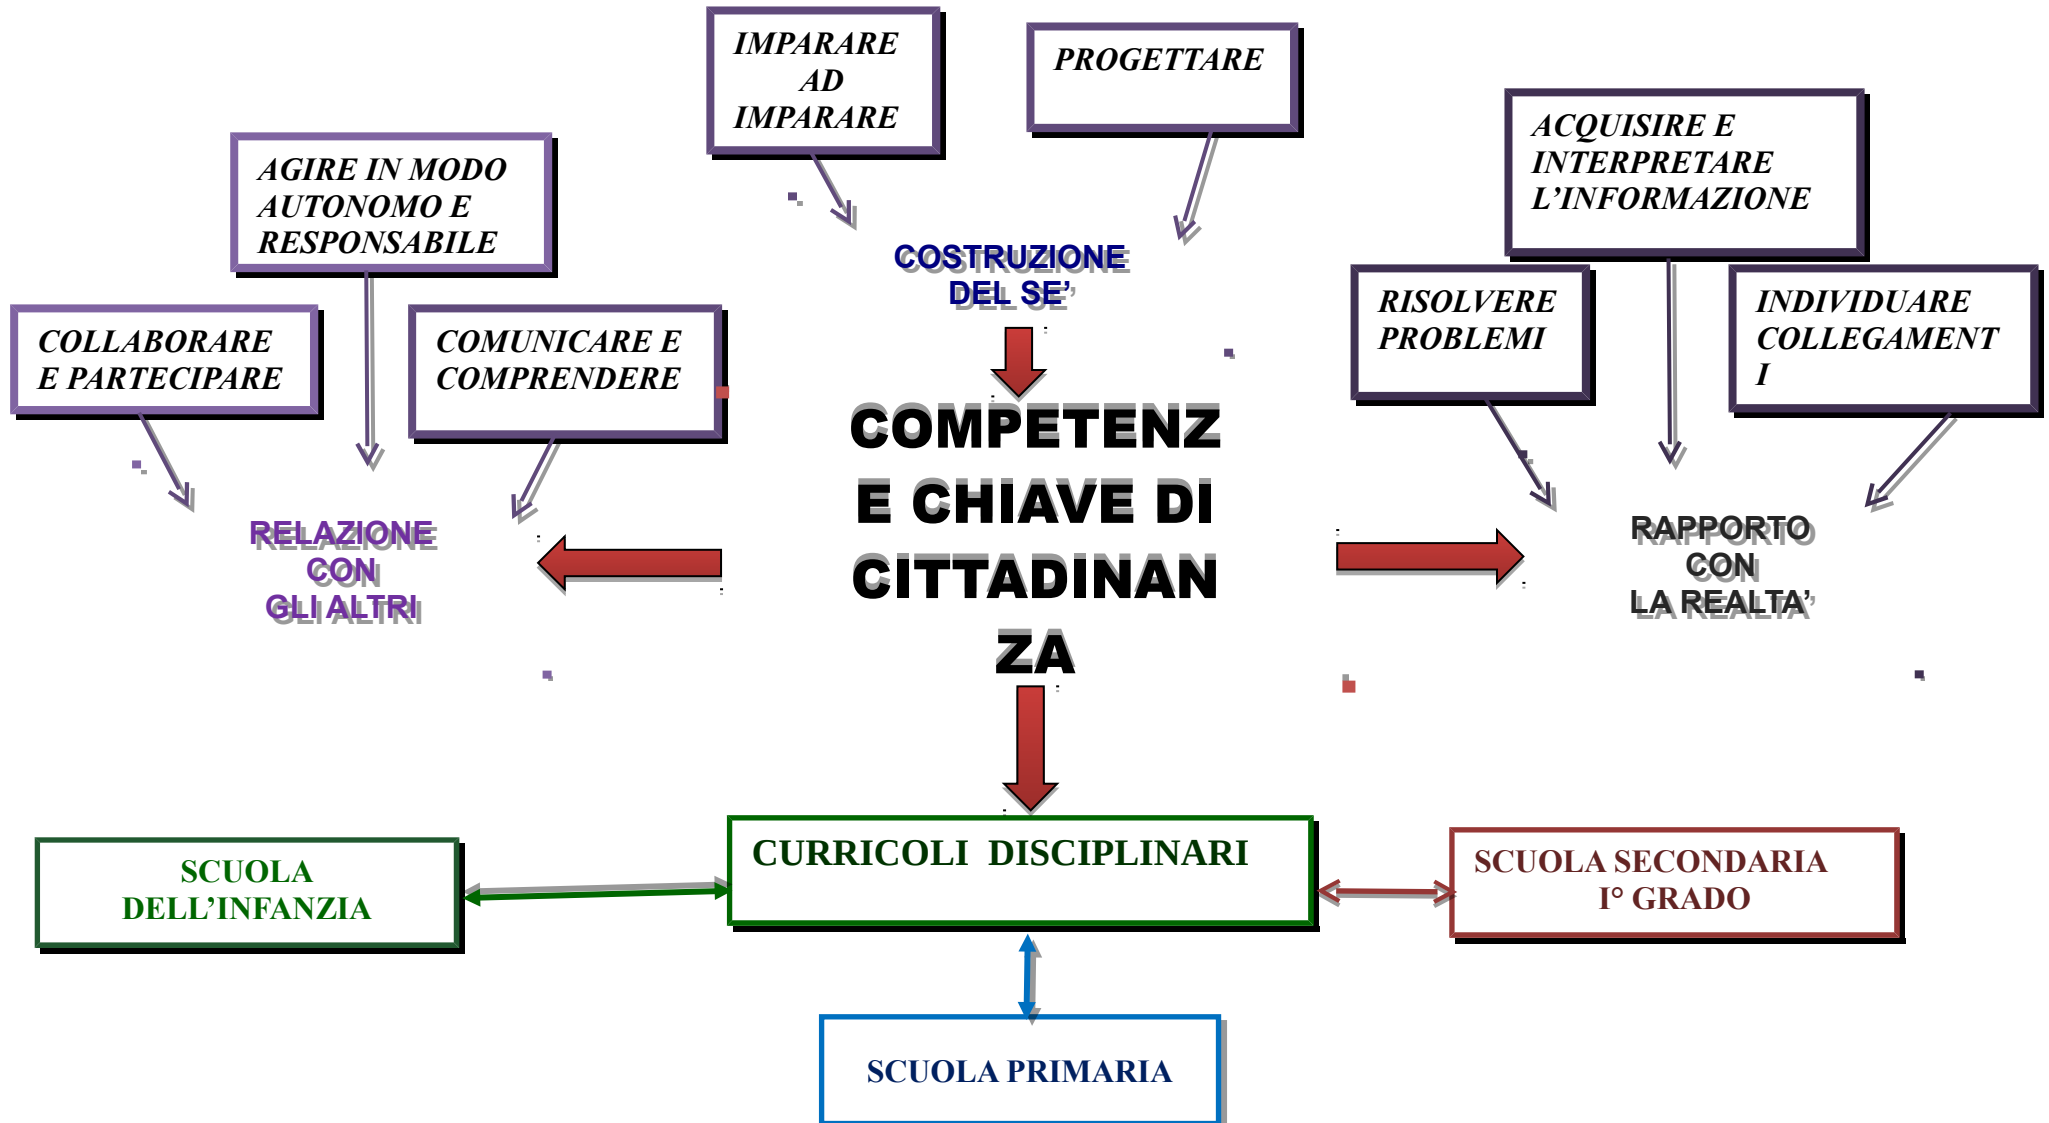 IMPARARE
AD
IMPARARE
PROGETTARE
ACQUISIRE E
INTERPRETARE
L’INFORMAZIONE
AGIRE IN MODO
AUTONOMO E
RESPONSABILE
COSTRUZIONE
DEL SE’
COLLABORARE
E PARTECIPARE
COMUNICARE E
COMPRENDERE
RISOLVERE
PROBLEMI
INDIVIDUARE
COLLEGAMENT
I
COMPETENZ
E CHIAVE DI
CITTADINAN
ZA
RELAZIONE
CON
GLI ALTRI
RAPPORTO
CON
LA REALTA’
CURRICOLI  DISCIPLINARI
SCUOLA
DELL’INFANZIA
SCUOLA SECONDARIA
I° GRADO
SCUOLA PRIMARIA